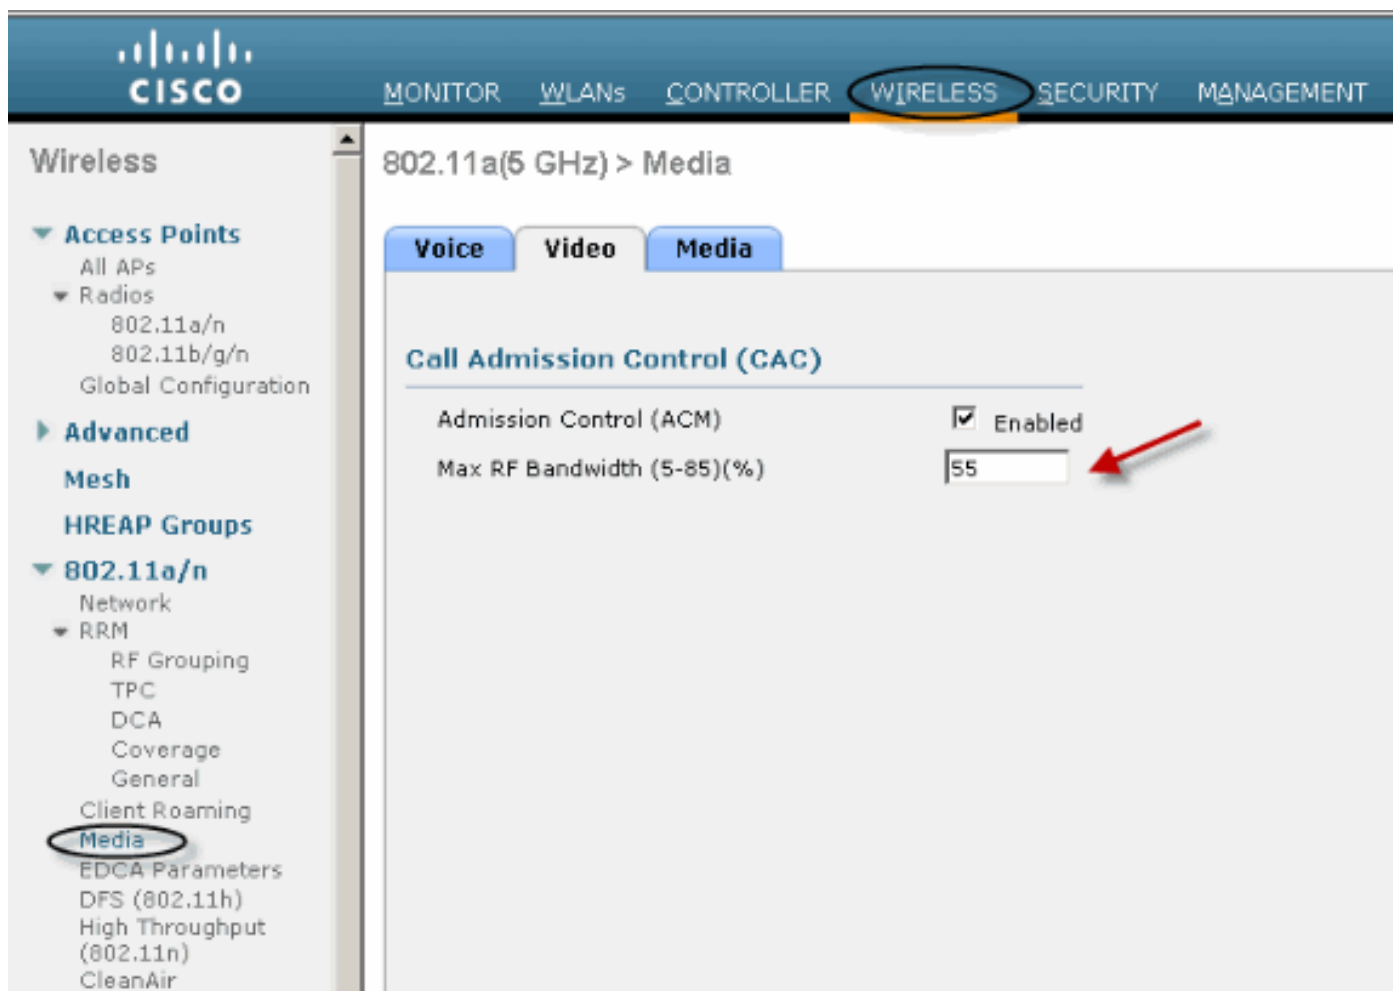 CISCO
MONITOR WLANs CONTROLLER WIRELESS SECURITY MANAGEMENT
Wireless
Access Points
All APs
Radios
802.11a/n
802.11b/g/n
Global Configuration
Advanced
Mesh
HREAP Groups
802.11a/n
Network
RRM
RF Grouping
TPC
DCA
Coverage
General
Client Roaming
Media
EDCA Parameters
DFS (802.11h)
High Throughput
(802.11n)
CleanAir
802.11a(5 GHz) > Media
Voice Video Media
Call Admission Control (CAC)
Admission Control (ACM) Enabled
Max RF Bandwidth (5-85)(%) 55